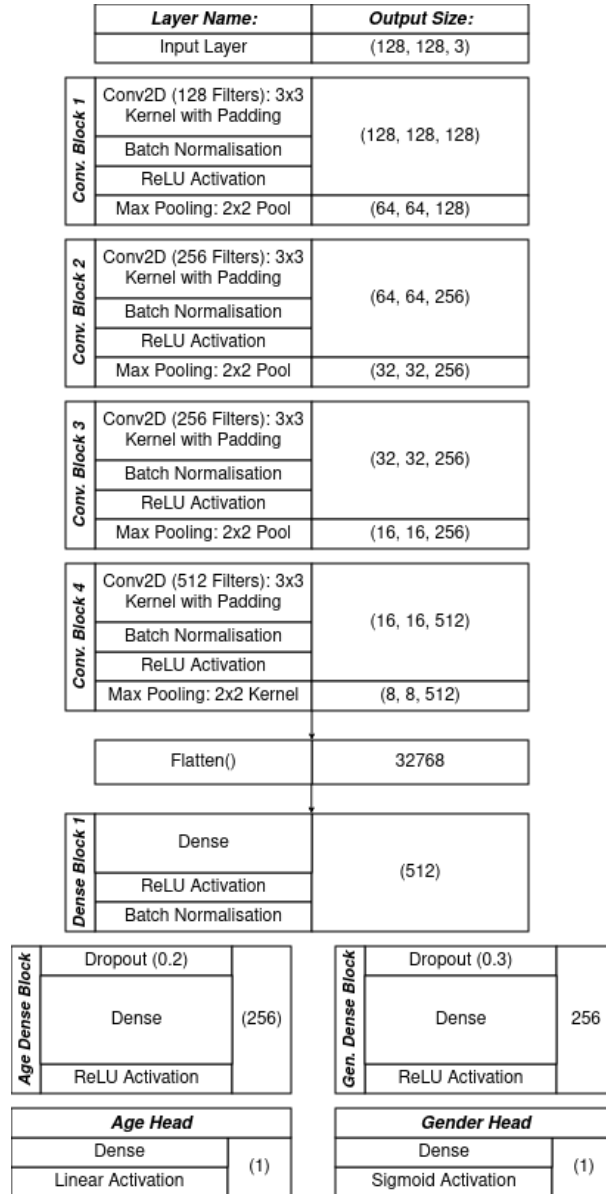 Layer Name:
Output Size:
Input Layer
(128, 128, 3)
Conv. Block 1
Conv2D (128 Filters): 3x3
Kernel with Padding
Batch Normalisation
ReLU Activation
(128, 128, 128)
Max Pooling: 2x2 Pool
(64, 64, 128)
Conv. Block 2
Conv2D (256 Filters): 3x3
Kernel with Padding
Batch Normalisation
ReLU Activation
(64, 64, 256)
Max Pooling: 2x2 Pool
(32, 32, 256)
Conv. Block 3
Conv2D (256 Filters): 3x3
Kernel with Padding
Batch Normalisation
ReLU Activation
(32, 32, 256)
Max Pooling: 2x2 Pool
(16, 16, 256)
Conv. Block 4
Conv2D (512 Filters): 3x3
Kernel with Padding
Batch Normalisation
ReLU Activation
(16, 16, 512)
Max Pooling: 2x2 Kernel
(8, 8, 512)
Flatten()
32768
Dense Block 1
Dense
ReLU Activation
Batch Normalisation
(512)
Age Dense Block
Dropout (0.2)
Dense
ReLU Activation
(256)
Gen. Dense Block
Dropout (0.3)
Dense
ReLU Activation
256
Age Head
Dense
Linear Activation
(1)
Gender Head
Dense
Sigmoid Activation
(1)